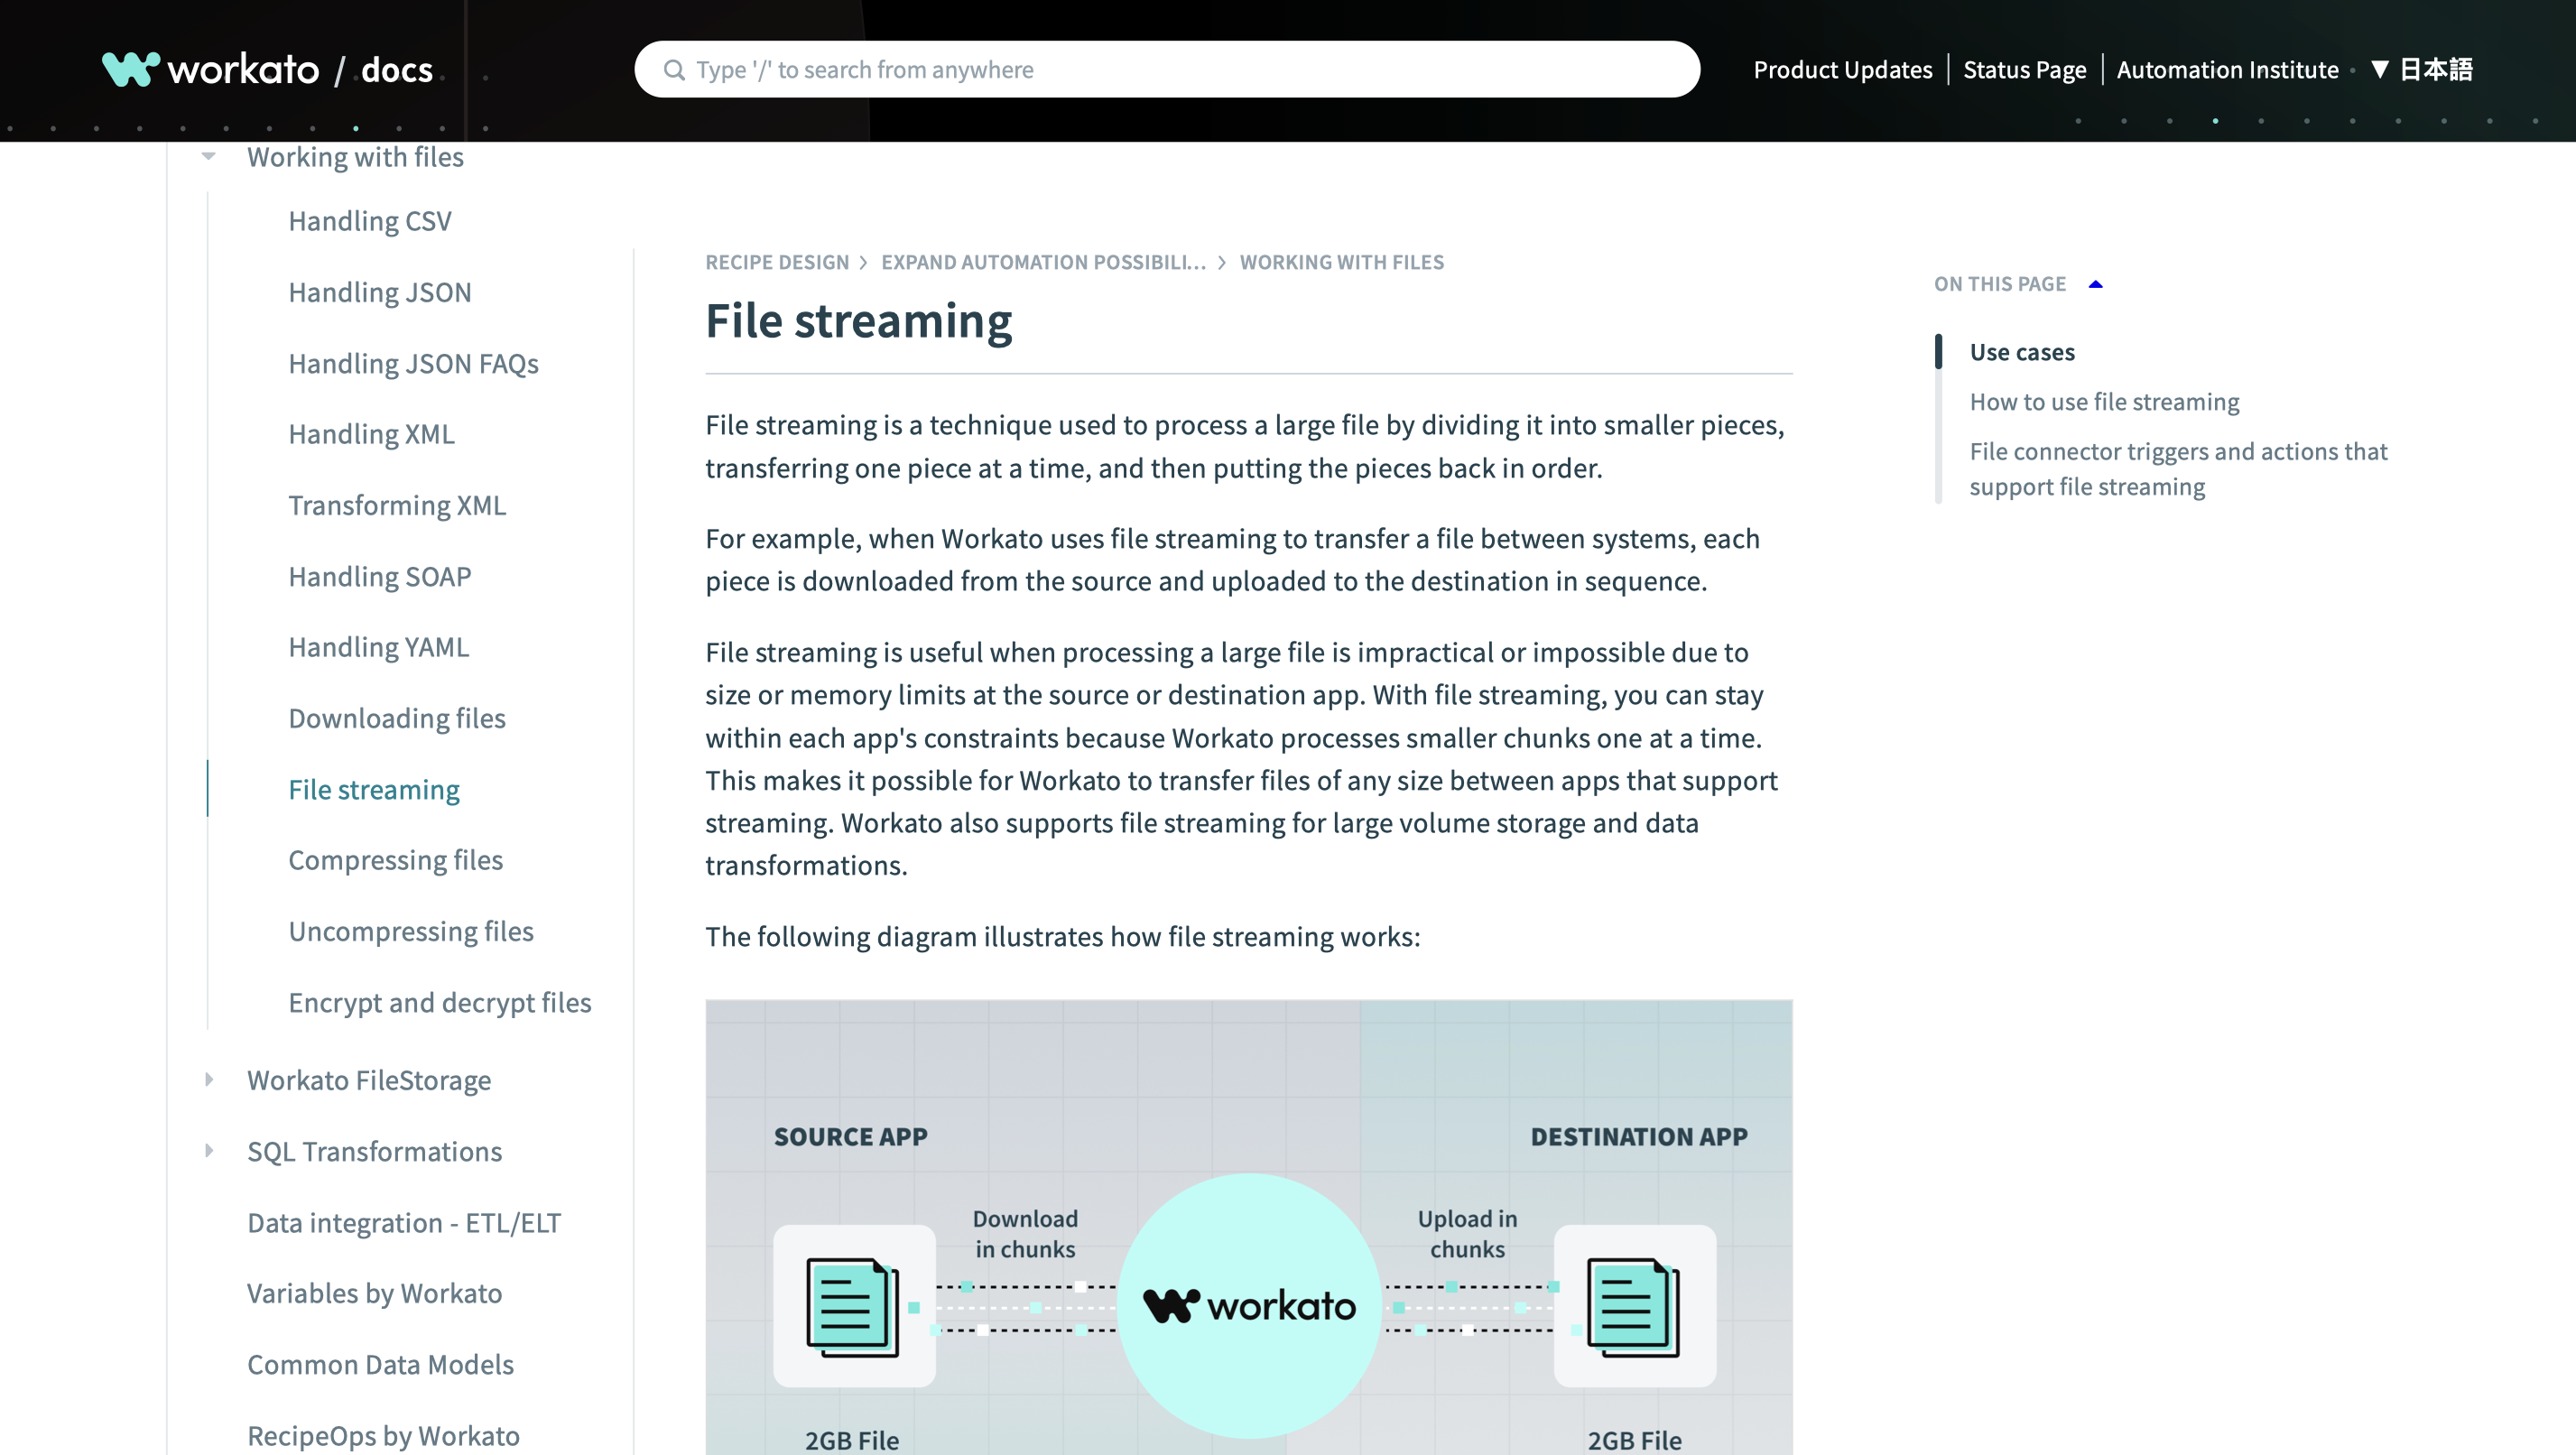 workato / docs
Type '/' to search from anywhere
Product Updates
Status Page
Automation Institute
▼ 日本語
Working with files
Handling CSV
Handling JSON
Handling JSON FAQs
Handling XML
Transforming XML
Handling SOAP
Handling YAML
Downloading files
File streaming
Compressing files
Uncompressing files
Encrypt and decrypt files
Workato FileStorage
SQL Transformations
Data integration - ETL/ELT
Variables by Workato
Common Data Models
RecipeOps by Workato
RECIPE DESIGN > EXPAND AUTOMATION POSSIBILI... > WORKING WITH FILES
File streaming
File streaming is a technique used to process a large file by dividing it into smaller pieces,
transferring one piece at a time, and then putting the pieces back in order.
For example, when Workato uses file streaming to transfer a file between systems, each
piece is downloaded from the source and uploaded to the destination in sequence.
File streaming is useful when processing a large file is impractical or impossible due to
size or memory limits at the source or destination app. With file streaming, you can stay
within each app's constraints because Workato processes smaller chunks one at a time.
This makes it possible for Workato to transfer files of any size between apps that support
streaming. Workato also supports file streaming for large volume storage and data
transformations.
The following diagram illustrates how file streaming works:
SOURCE APP
DESTINATION APP
Download
in chunks
Upload in
chunks
workato
2GB File
2GB File
ON THIS PAGE
Use cases
How to use file streaming
File connector triggers and actions that
support file streaming